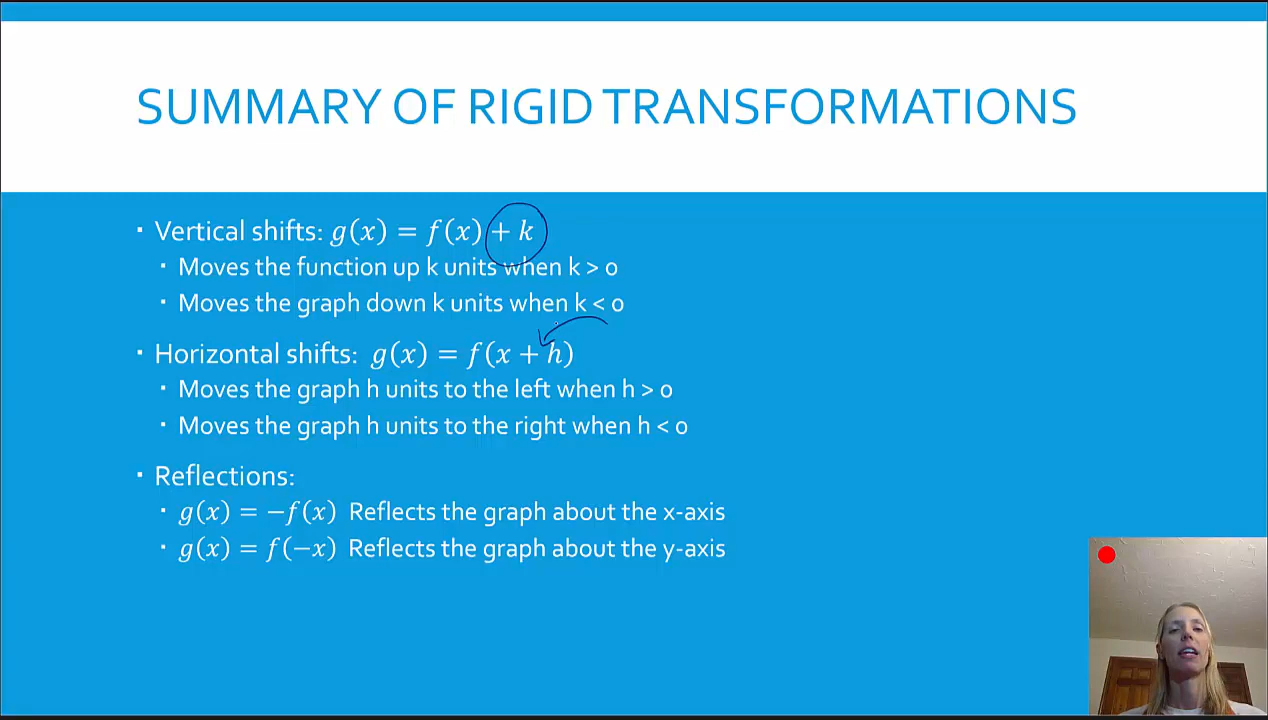 SUMMARY OF RIGID TRANSFORMATIONS
▪ Vertical shifts: g(x) = f(x) + k
▪ Moves the function up k units when k > 0
▪ Moves the graph down k units when k < 0
▪ Horizontal shifts: g(x) = f(x + h)
▪ Moves the graph h units to the left when h > 0
▪ Moves the graph h units to the right when h < 0
▪ Reflections:
▪ g(x) = −f(x) Reflects the graph about the x-axis
▪ g(x) = f(−x) Reflects the graph about the y-axis